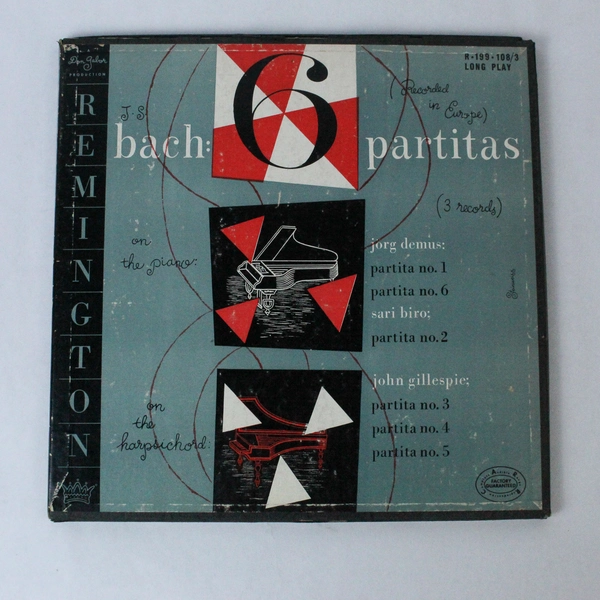 Don Gabor
PRODUCTION
REMINGTON
R-199-108/3
LONG PLAY
(Recorded
in Europe)
J·S
bach: 6 partitas
(3 records)
on
the piano:
jorg demus;
partita no. 1
partita no. 6
sari biro;
partita no. 2
on
the
harpsichord:
john gillespie;
partita no. 3
partita no. 4
partita no. 5
FACTORY
GUARANTEED